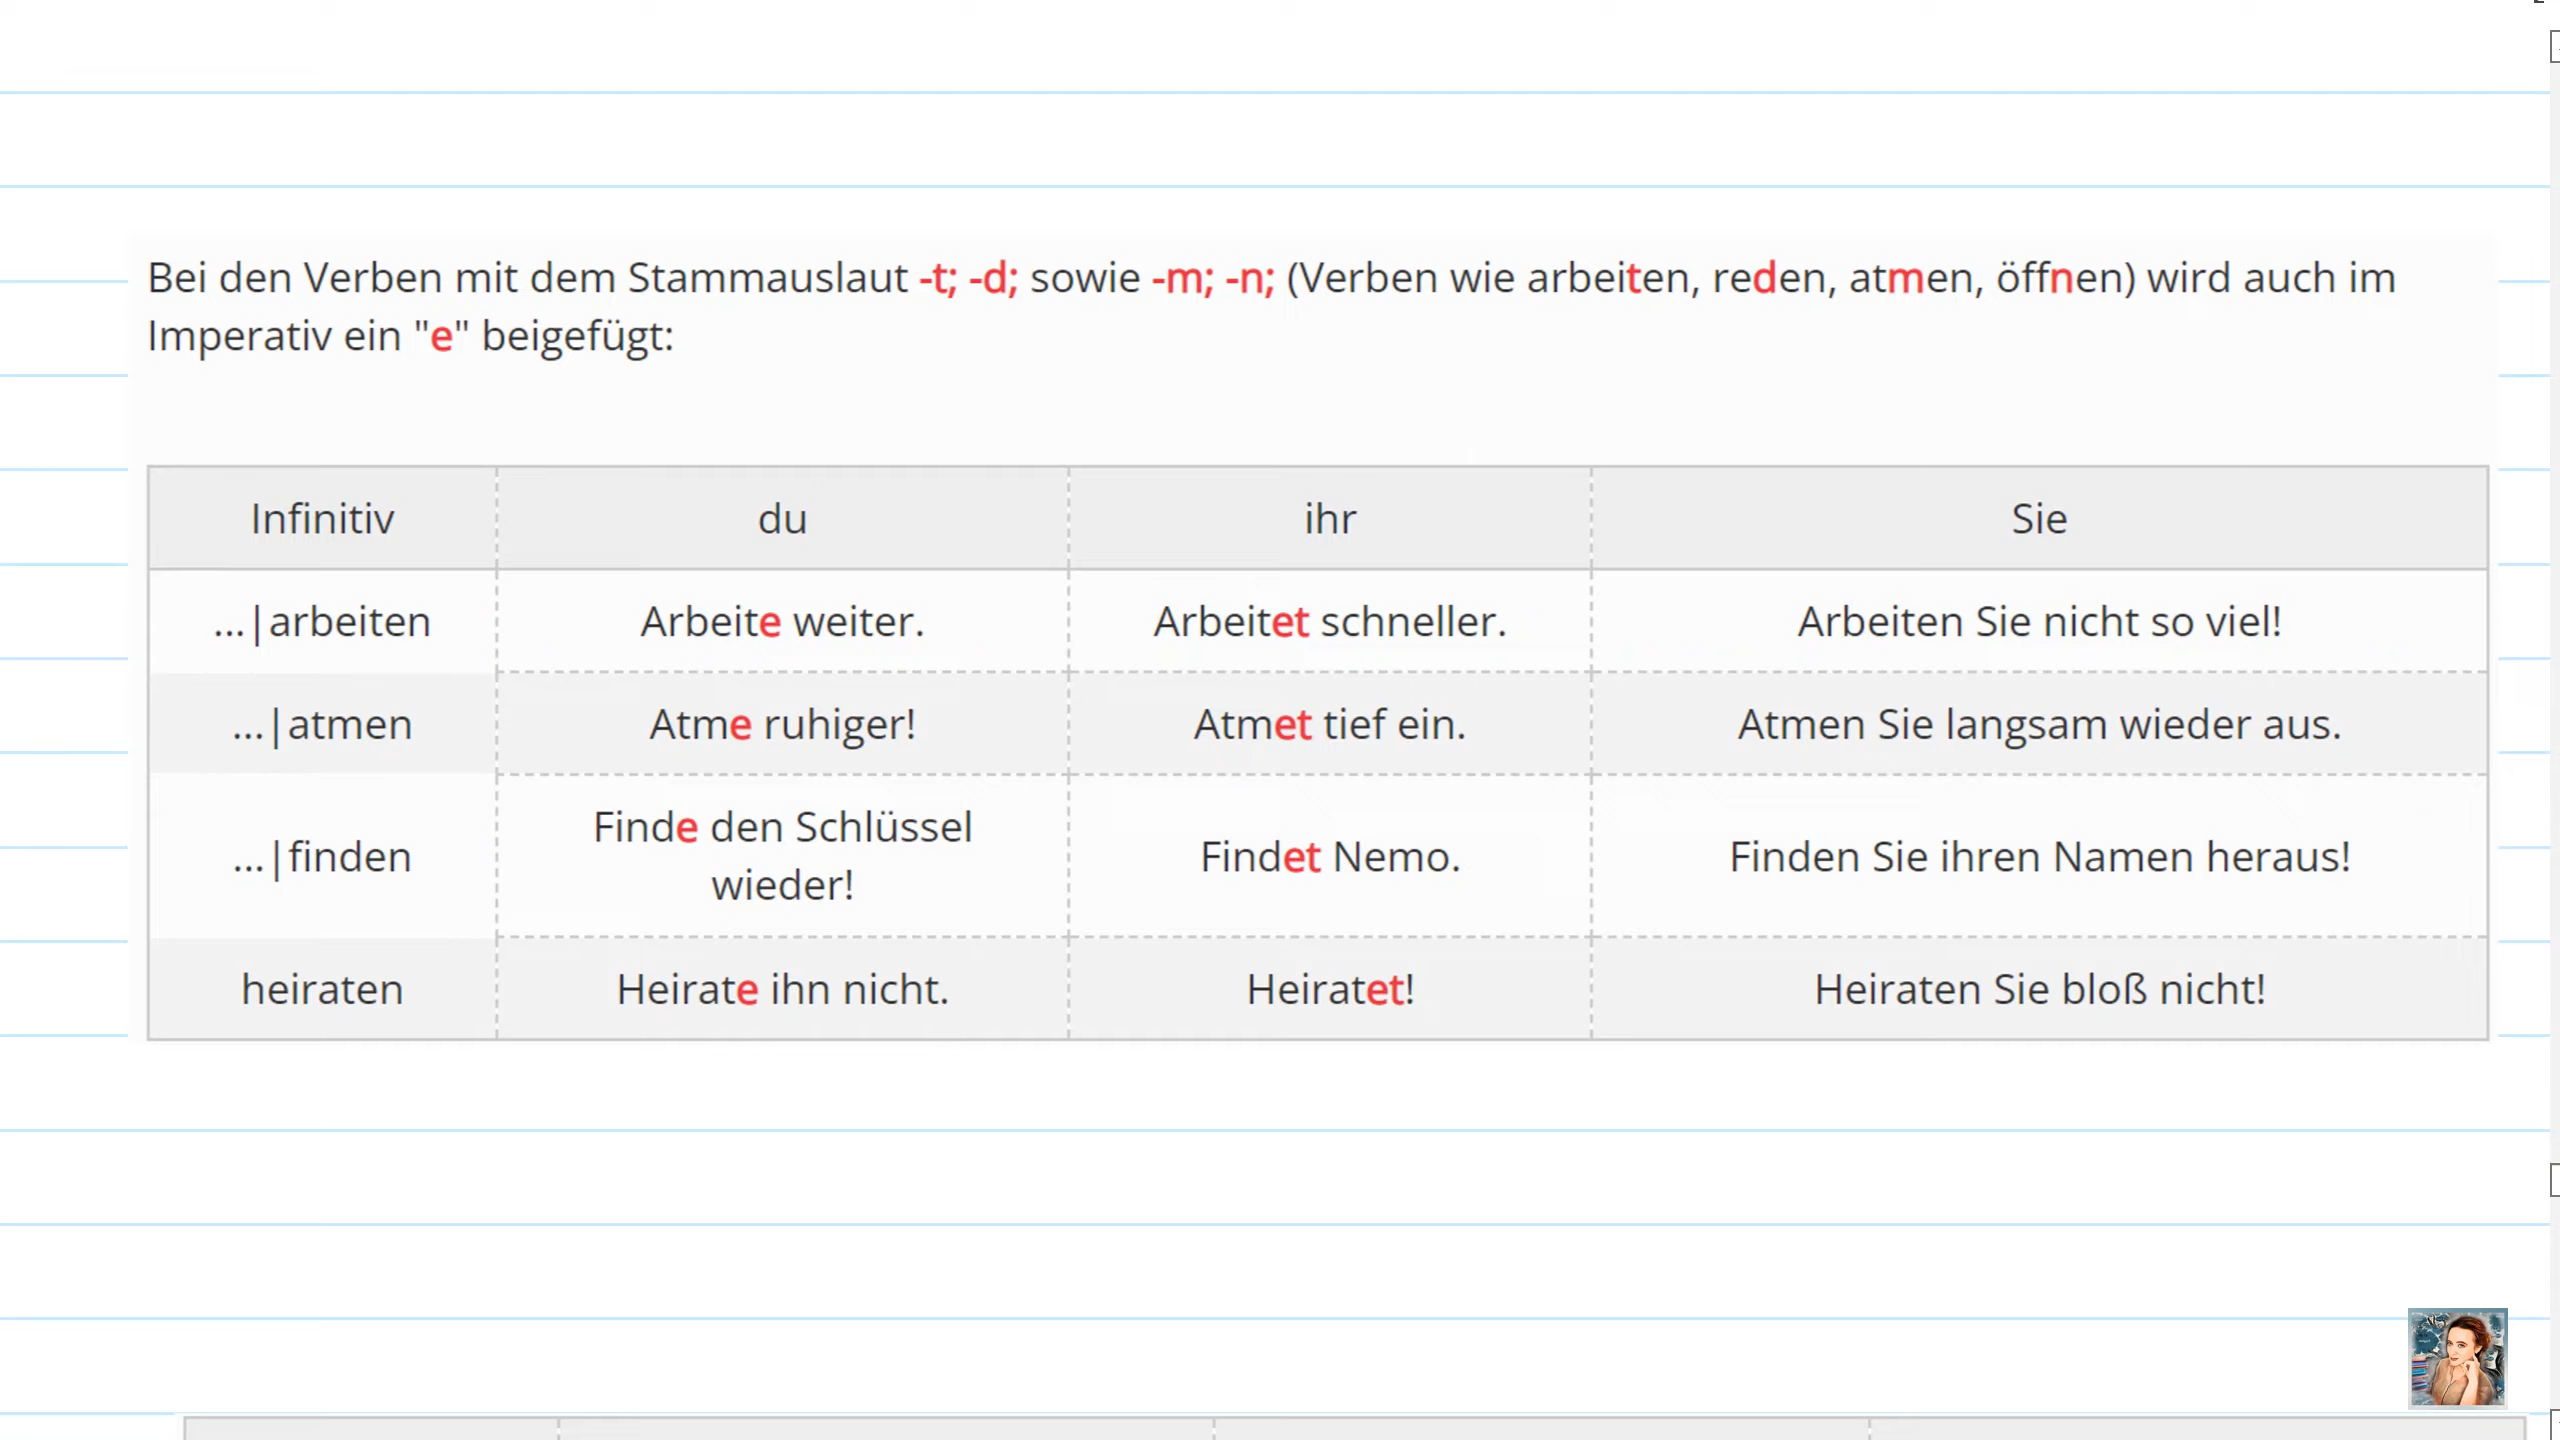 Bei den Verben mit dem Stammauslaut -t; -d; sowie -m; -n; (Verben wie arbeiten, reden, atmen, öffnen) wird auch im
Imperativ ein "e" beigefügt:
Infinitiv du ihr Sie
...|arbeiten Arbeite weiter. Arbeitet schneller. Arbeiten Sie nicht so viel!
...|atmen Atme ruhiger! Atmet tief ein. Atmen Sie langsam wieder aus.
...|finden Finde den Schlüssel
wieder! Findet Nemo. Finden Sie ihren Namen heraus!
heiraten Heirate ihn nicht. Heiratet! Heiraten Sie bloß nicht!